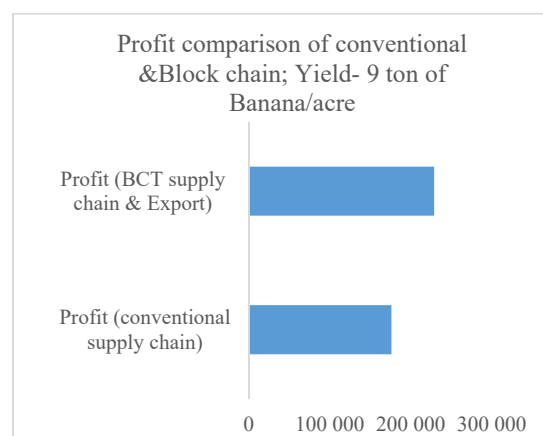 Profit comparison of conventional
&Block chain; Yield- 9 ton of
Banana/acre
Profit (BCT supply
chain & Export)
Profit (conventional
supply chain)
0 100 000 200 000 300 000